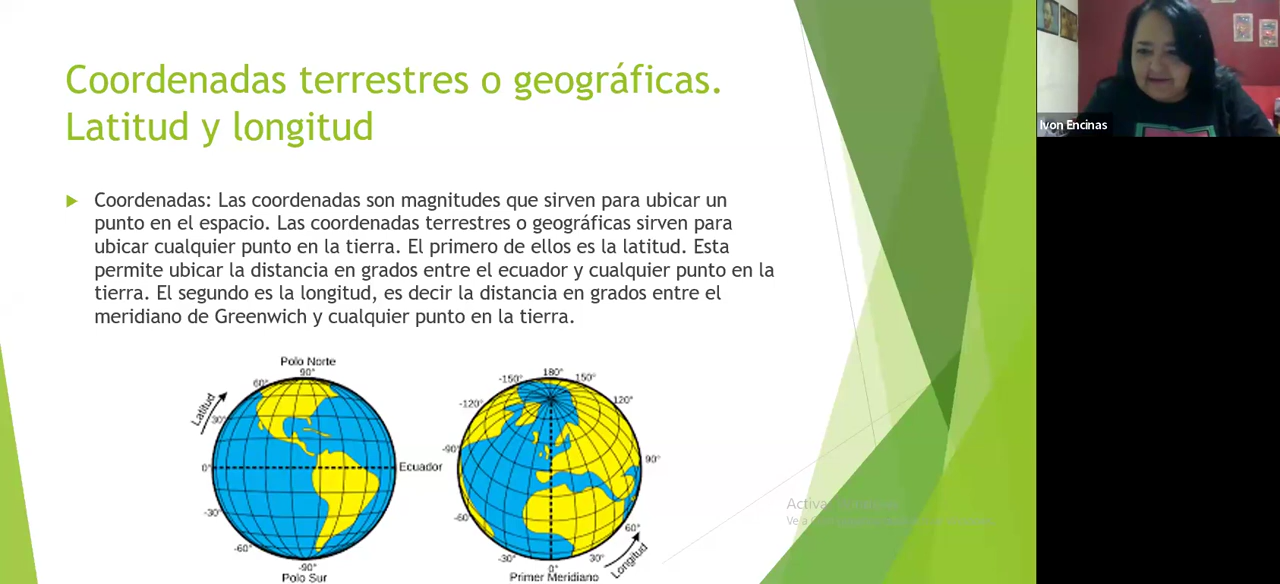 Coordenadas terrestres o geográficas.
Latitud y longitud
Coordenadas: Las coordenadas son magnitudes que sirven para ubicar un
punto en el espacio. Las coordenadas terrestres o geográficas sirven para
ubicar cualquier punto en la tierra. El primero de ellos es la latitud. Esta
permite ubicar la distancia en grados entre el ecuador y cualquier punto en la
tierra. El segundo es la longitud, es decir la distancia en grados entre el
meridiano de Greenwich y cualquier punto en la tierra.
Polo Norte
90°
60°
Latitud
30°
0°
Ecuador
-30°
-60°
-90°
Polo Sur
180°
-150°
150°
-120°
120°
-90°
90°
-60°
60°
-30°
30°
0°
Longitud
Primer Meridiano
Activa
Ve a
Ivon Encinas